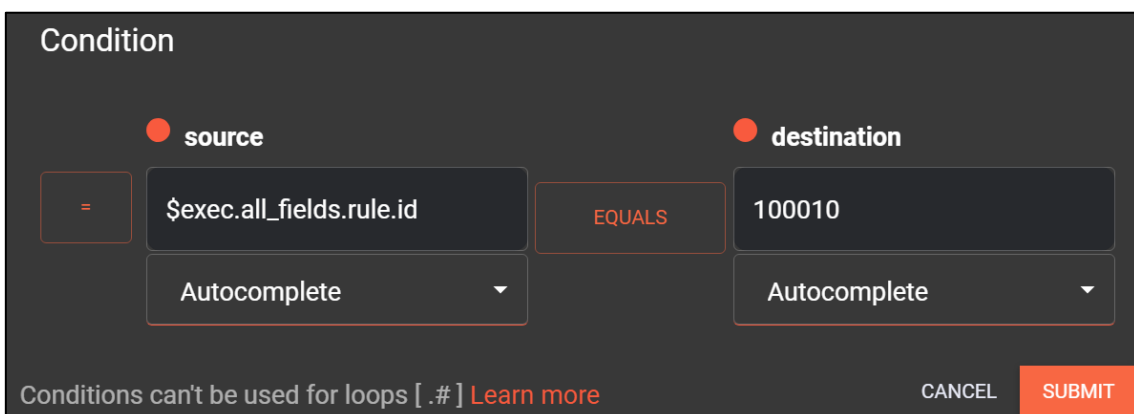 Condition
source
destination
=
$exec.all_fields.rule.id
EQUALS
100010
Autocomplete
Autocomplete
Conditions can't be used for loops [ .# ] Learn more
CANCEL
SUBMIT